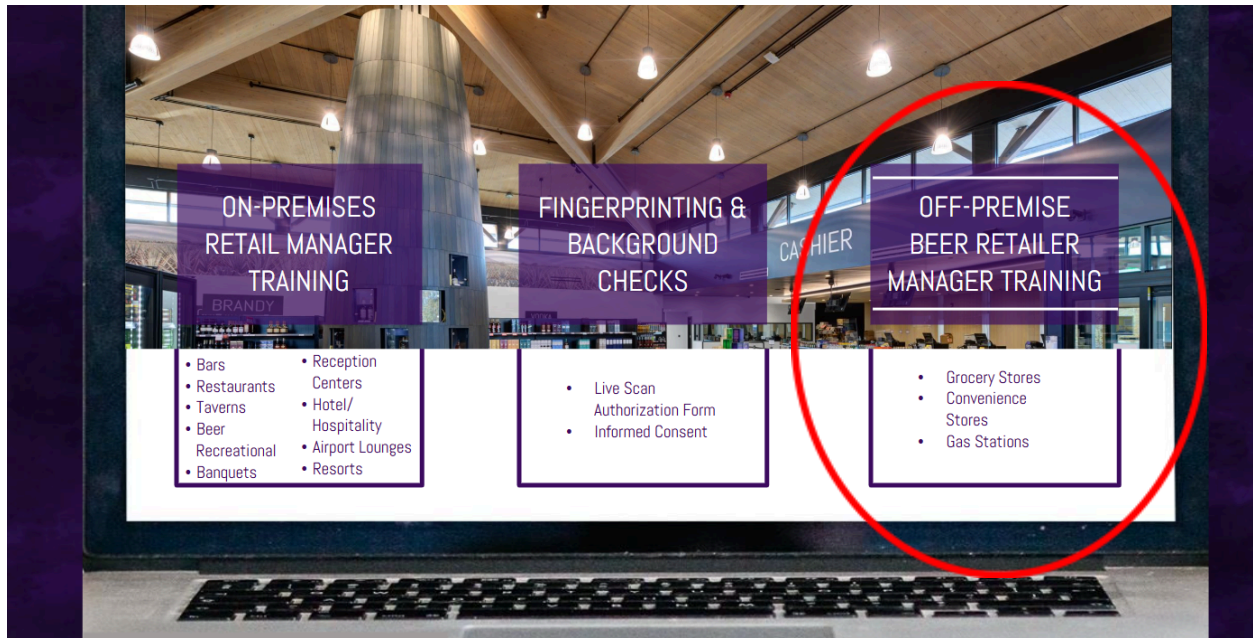 ON-PREMISES
RETAIL MANAGER
TRAINING
BRANDY
• Bars
• Restaurants
• Taverns
• Beer
Recreational
• Banquets
• Reception
Centers
• Hotel/
Hospitality
• Airport Lounges
• Resorts
FINGERPRINTING &
BACKGROUND
CHECKS
VODKA
• Live Scan
Authorization Form
• Informed Consent
CASHIER
OFF-PREMISE
BEER RETAILER
MANAGER TRAINING
• Grocery Stores
• Convenience
Stores
• Gas Stations